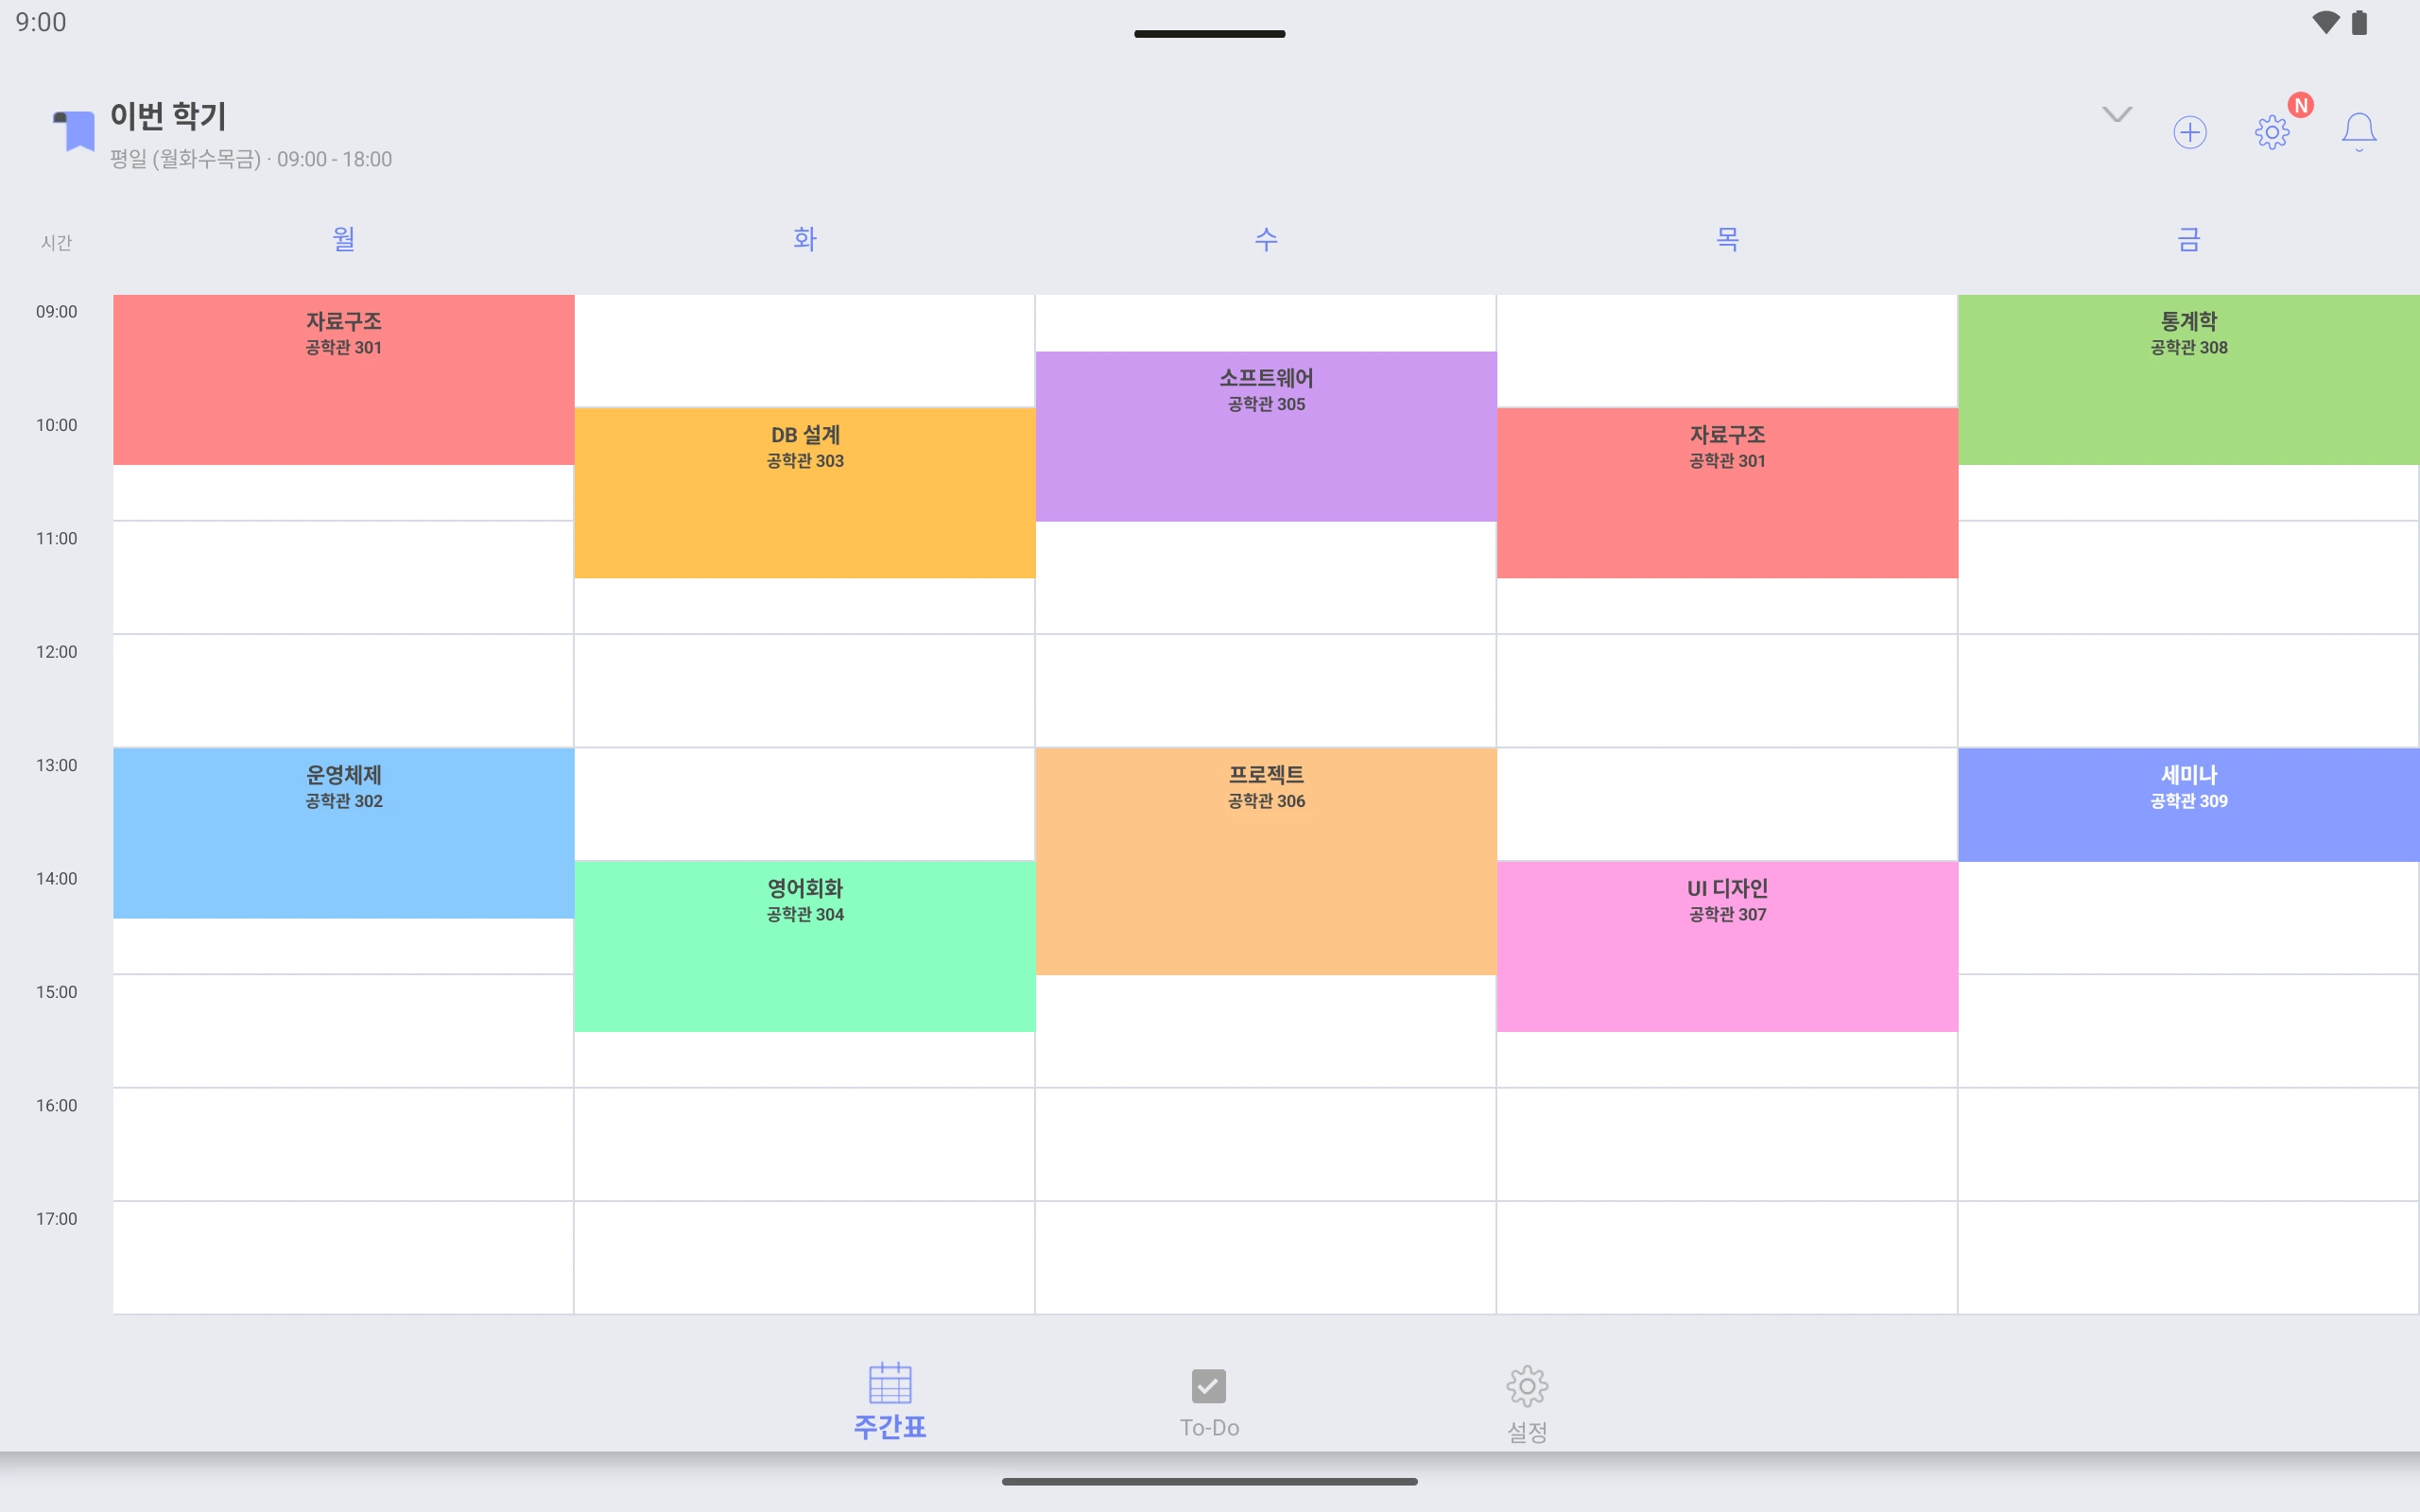 9:00
이번 학기
평일 (월화수목금) · 09:00 - 18:00
N
시간
월
화
수
목
금
09:00
10:00
11:00
12:00
13:00
14:00
15:00
16:00
17:00
자료구조
공학관 301
운영체제
공학관 302
DB 설계
공학관 303
영어회화
공학관 304
소프트웨어
공학관 305
프로젝트
공학관 306
자료구조
공학관 301
UI 디자인
공학관 307
통계학
공학관 308
세미나
공학관 309
주간표
To-Do
설정